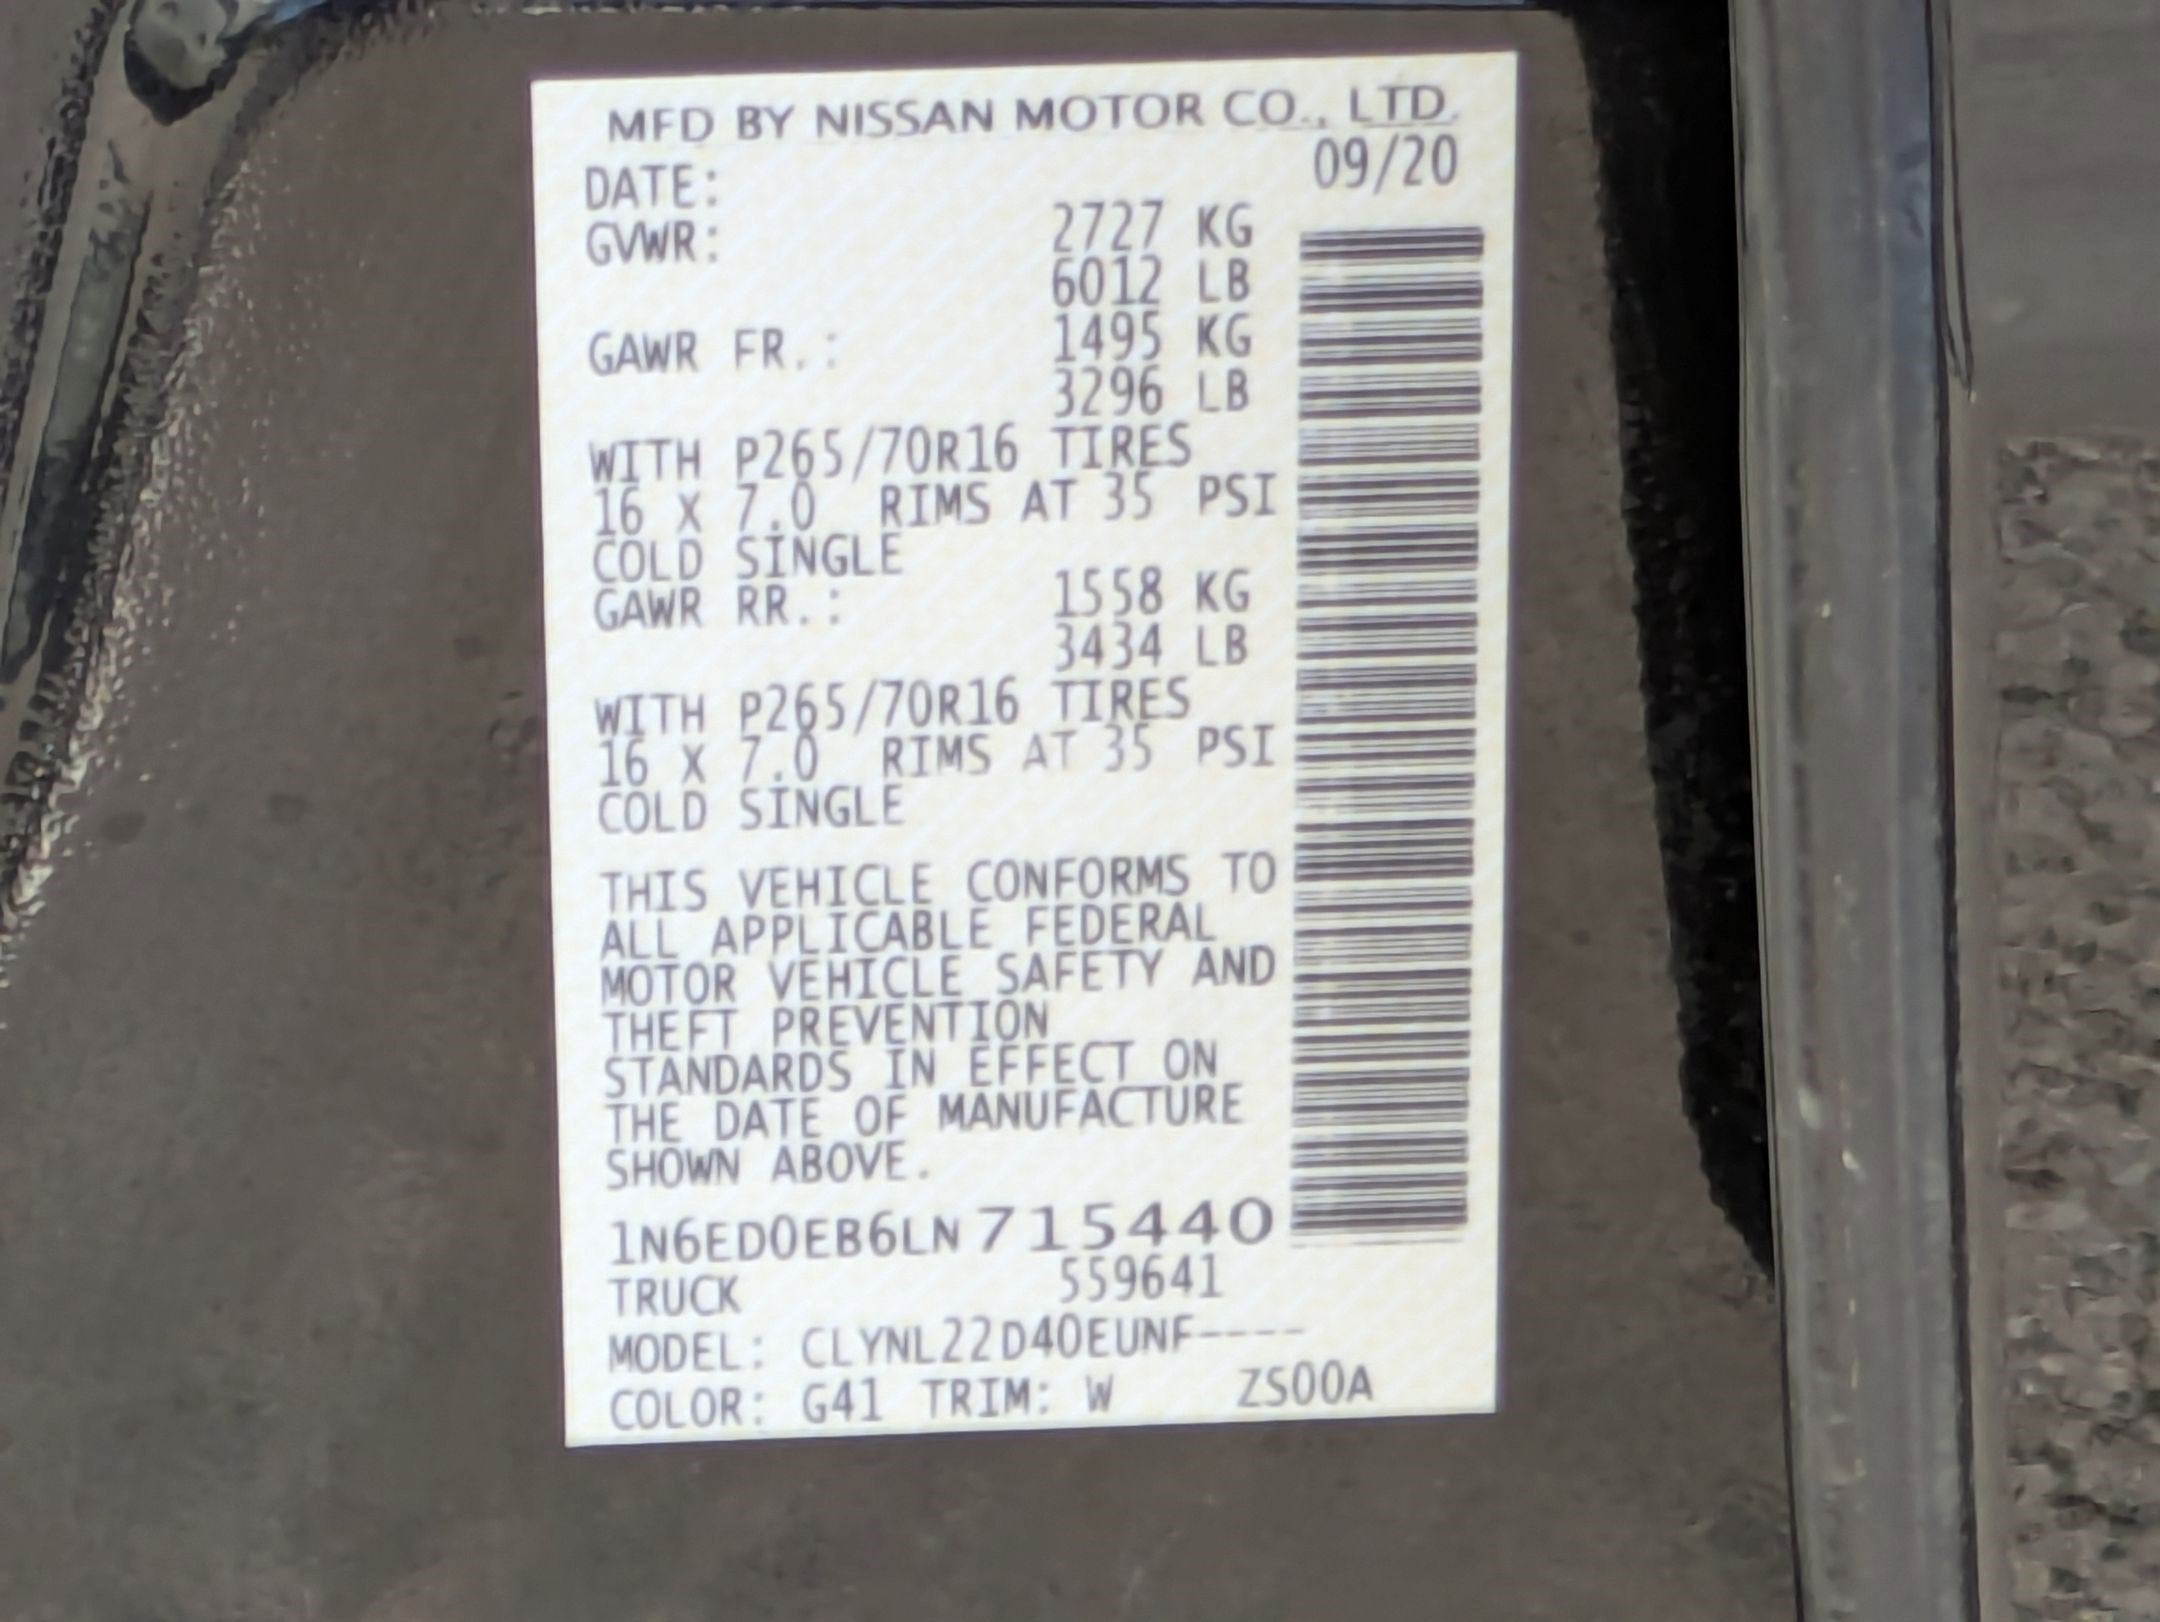 MFD BY NISSAN MOTOR CO., LTD.
DATE: 09/20
GVWR: 2727 KG
6012 LB
GAWR FR.: 1495 KG
3296 LB
WITH P265/70R16 TIRES
16 X 7.0 RIMS AT 35 PSI
COLD SINGLE
GAWR RR.: 1558 KG
3434 LB
WITH P265/70R16 TIRES
16 X 7.0 RIMS AT 35 PSI
COLD SINGLE
THIS VEHICLE CONFORMS TO
ALL APPLICABLE FEDERAL
MOTOR VEHICLE SAFETY AND
THEFT PREVENTION
STANDARDS IN EFFECT ON
THE DATE OF MANUFACTURE
SHOWN ABOVE.
1N6ED0EB6LN715440
TRUCK 559641
MODEL: CLYNL22D40EUNF----
COLOR: G41 TRIM: W ZS00A